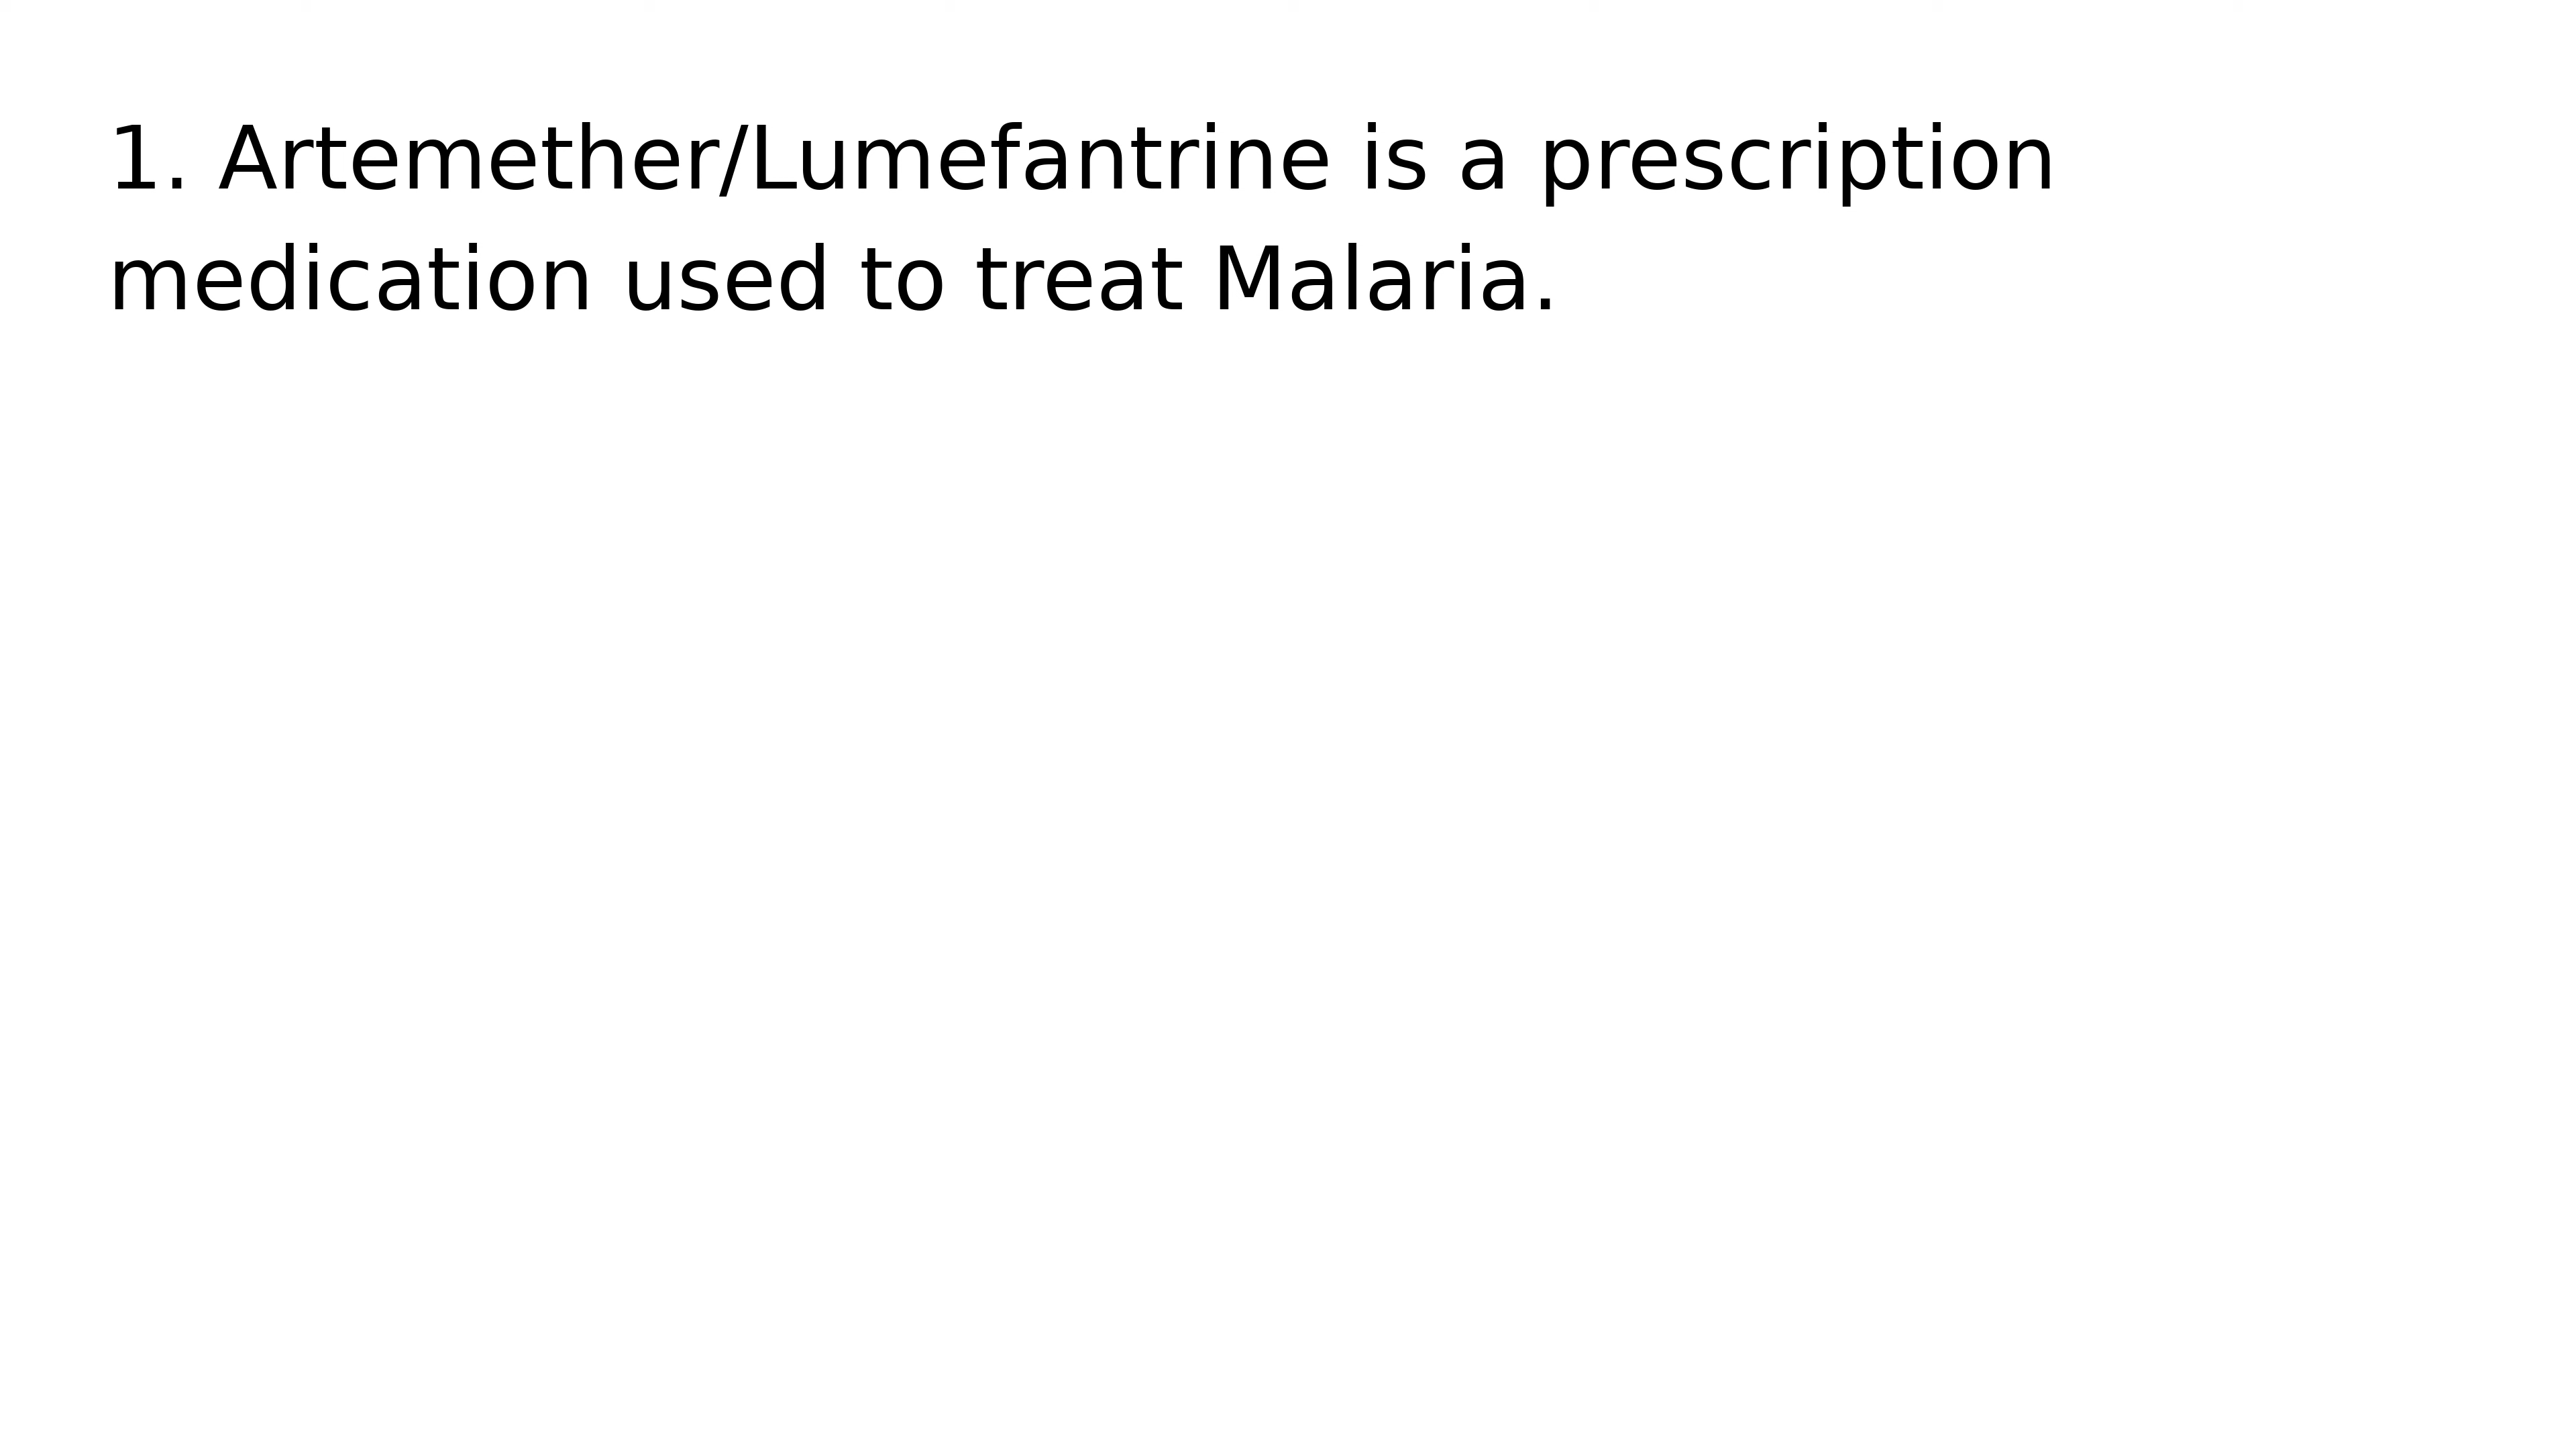 1. Artemether/Lumefantrine is a prescription
medication used to treat Malaria.